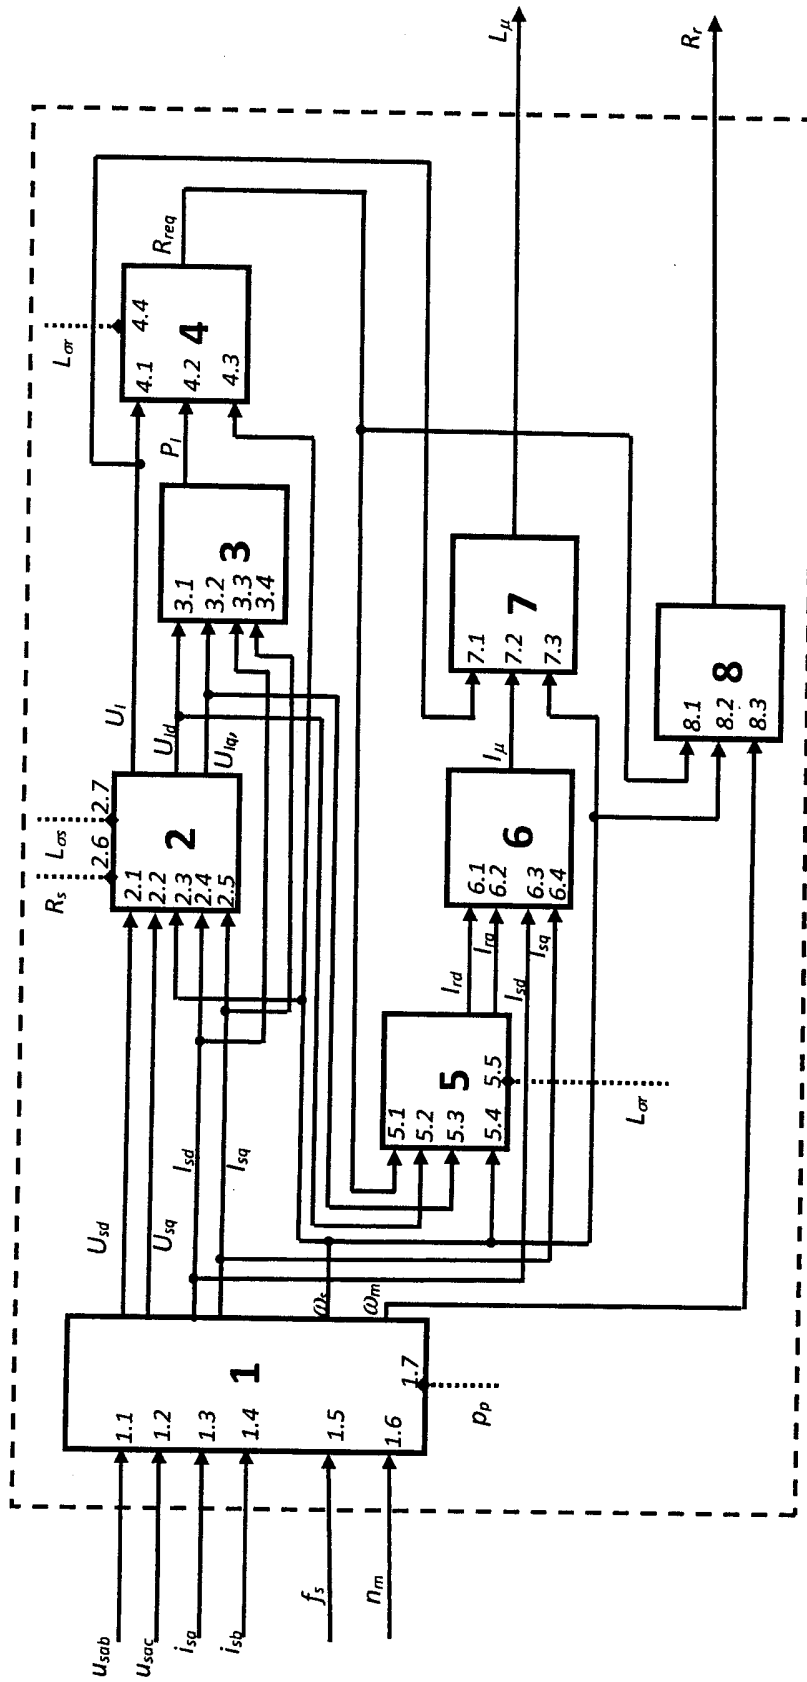 u_sab
u_sac
i_sa
i_sb
f_s
n_m
1.1
1.2
1.3
1.4
1.5
1.6
1
1.7
p_p
U_sd
U_sq
I_sd
I_sq
ω_s
ω_m
R_s
L_σs
2.6
2.7
2.1
2.2
2.3
2.4
2.5
2
U_l
U_ld
U_lq,
3.1
3.2
3.3
3.4
3
P_l
L_σr
4.4
4.1
4.2
4.3
4
R_req
5.1
5.2
5.3
5.4
5
5.5
L_σr
I_rd
I_rq
I_sd
I_sq
6.1
6.2
6.3
6.4
6
I_μ
7.1
7.2
7.3
7
L_μ
8.1
8.2
8.3
8
R_r